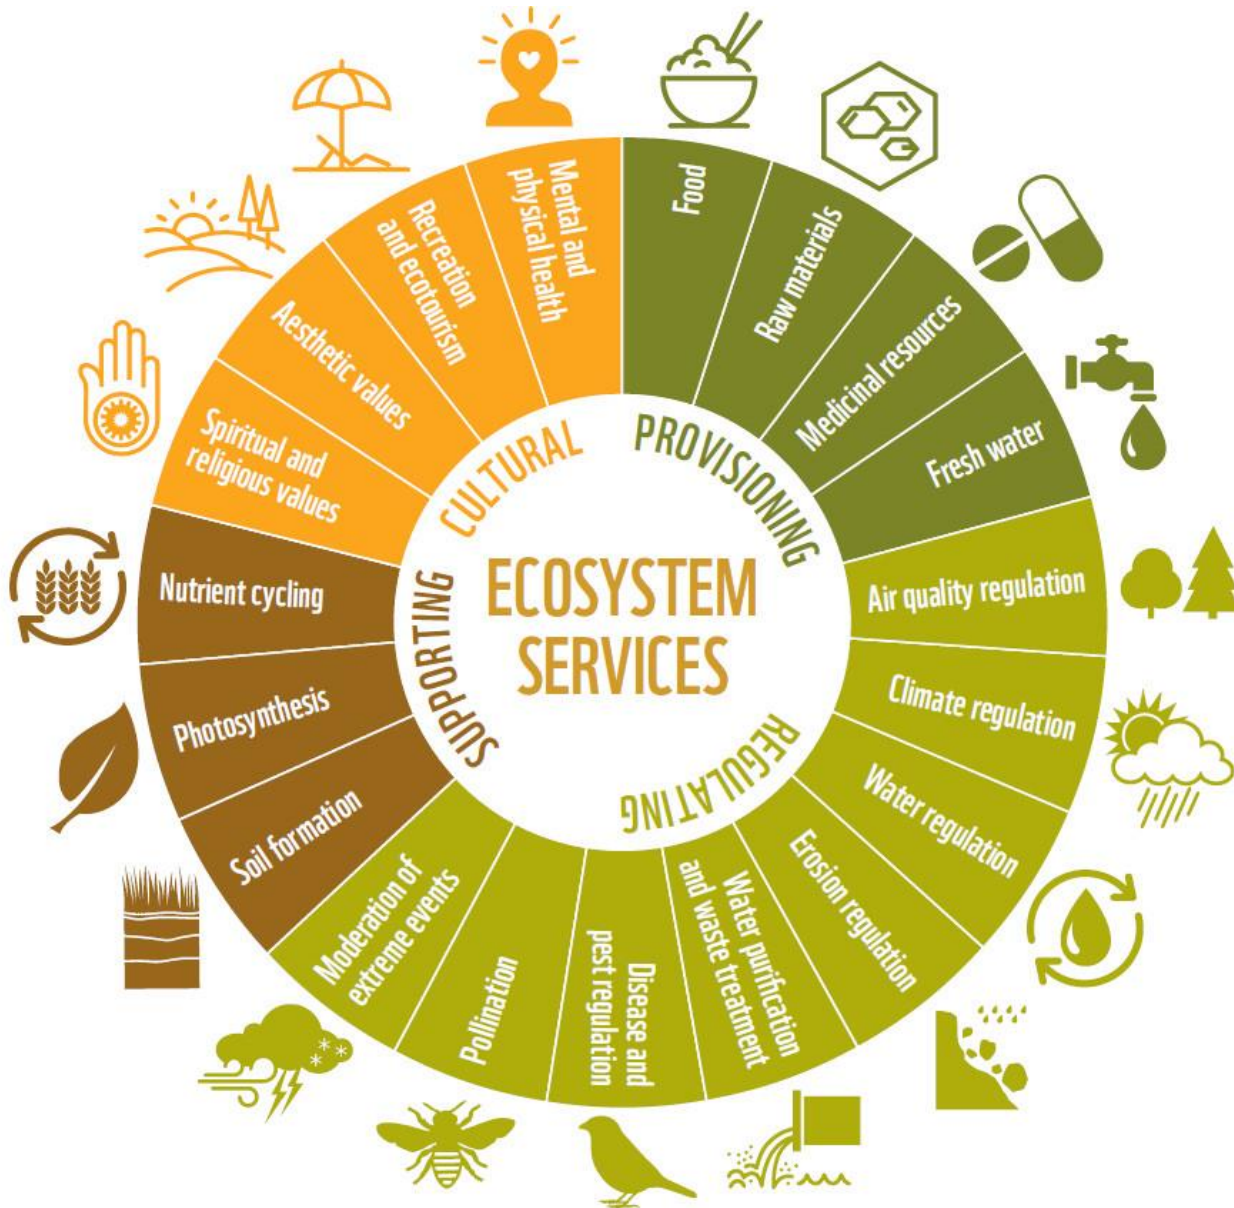 ECOSYSTEM
SERVICES
PROVISIONING
Food
Raw materials
Medicinal resources
Fresh water
REGULATING
Air quality regulation
Climate regulation
Water regulation
Erosion regulation
Water purification
and waste treatment
Disease and
pest regulation
Pollination
Moderation of
extreme events
SUPPORTING
Soil formation
Photosynthesis
Nutrient cycling
CULTURAL
Spiritual and
religious values
Aesthetic values
Recreation
and ecotourism
Mental and
physical health